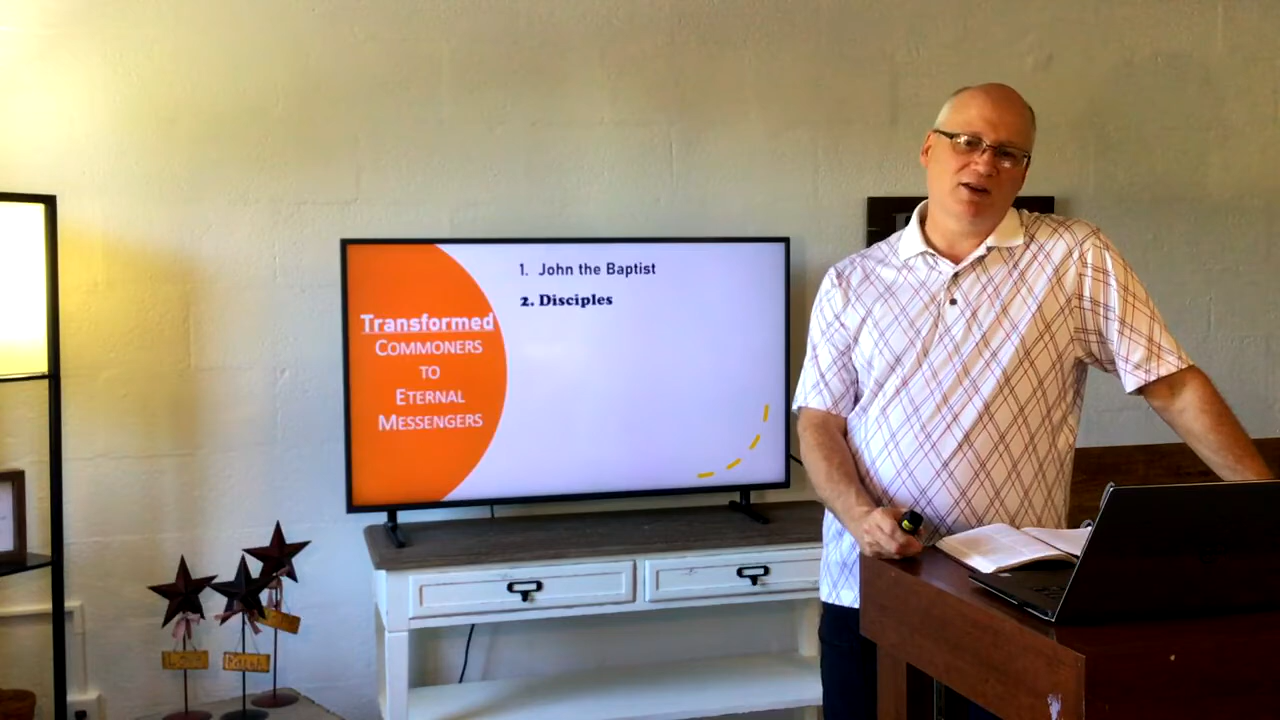 Transformed
COMMONERS
TO
ETERNAL
MESSENGERS
1. John the Baptist
2. Disciples